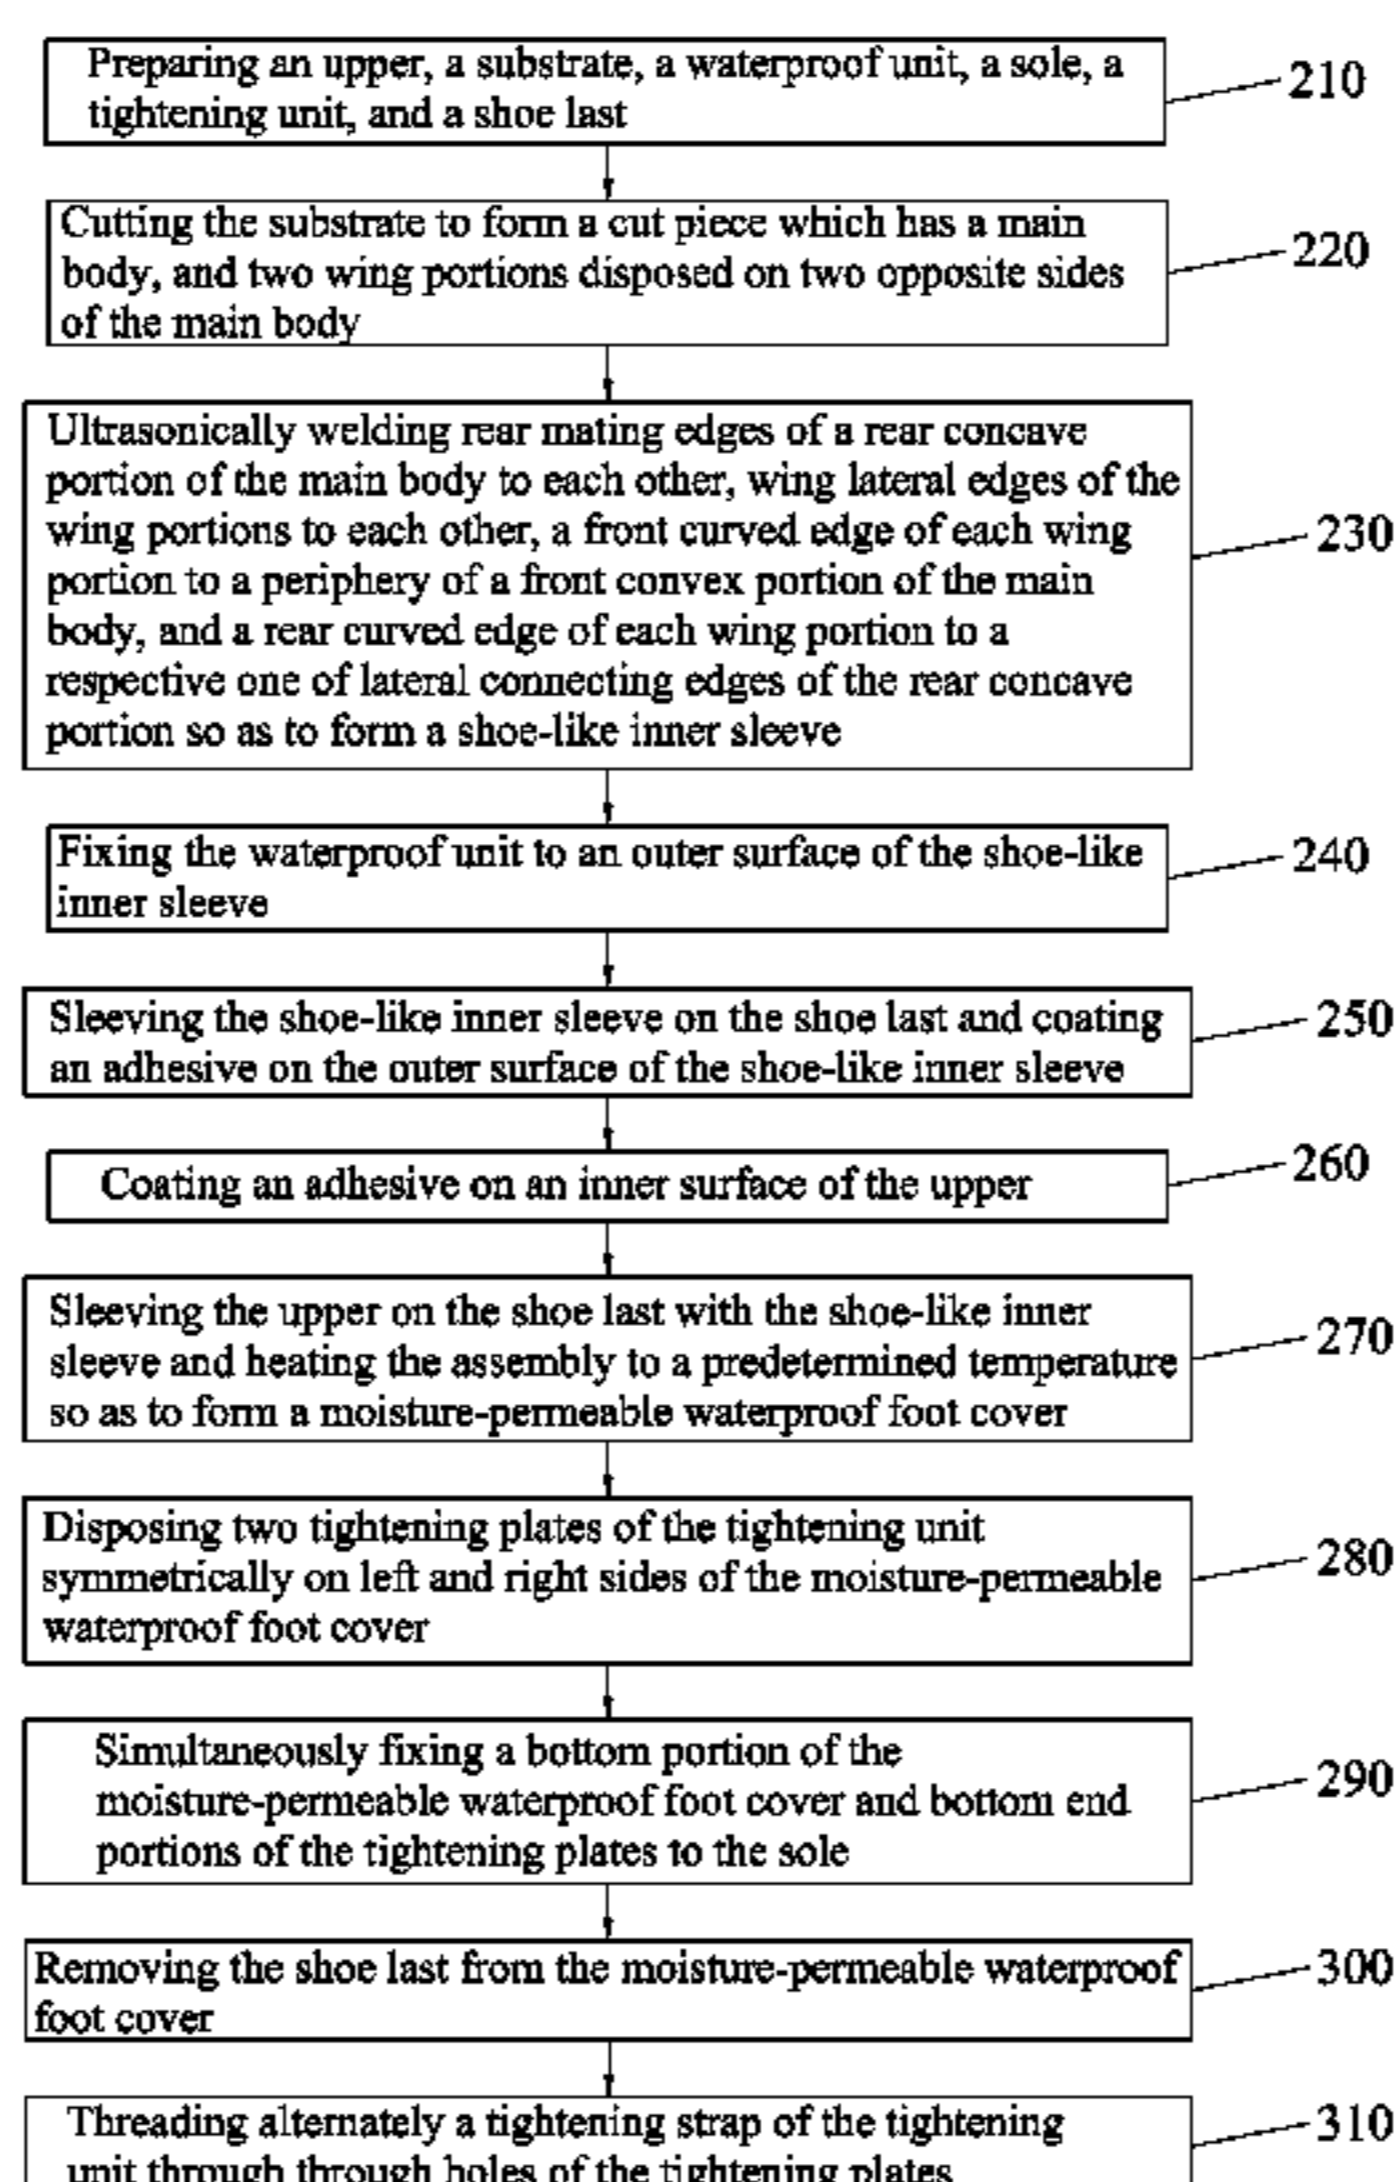 Preparing an upper, a substrate, a waterproof unit, a sole, a
tightening unit, and a shoe last
210
Cutting the substrate to form a cut piece which has a main
body, and two wing portions disposed on two opposite sides
of the main body
220
Ultrasonically welding rear mating edges of a rear concave
portion of the main body to each other, wing lateral edges of the
wing portions to each other, a front curved edge of each wing
portion to a periphery of a front convex portion of the main
body, and a rear curved edge of each wing portion to a
respective one of lateral connecting edges of the rear concave
portion so as to form a shoe-like inner sleeve
230
Fixing the waterproof unit to an outer surface of the shoe-like
inner sleeve
240
Sleeving the shoe-like inner sleeve on the shoe last and coating
an adhesive on the outer surface of the shoe-like inner sleeve
250
Coating an adhesive on an inner surface of the upper
260
Sleeving the upper on the shoe last with the shoe-like inner
sleeve and heating the assembly to a predetermined temperature
so as to form a moisture-permeable waterproof foot cover
270
Disposing two tightening plates of the tightening unit
symmetrically on left and right sides of the moisture-permeable
waterproof foot cover
280
Simultaneously fixing a bottom portion of the
moisture-permeable waterproof foot cover and bottom end
portions of the tightening plates to the sole
290
Removing the shoe last from the moisture-permeable waterproof
foot cover
300
Threading alternately a tightening strap of the tightening
unit through through holes of the tightening plates
310